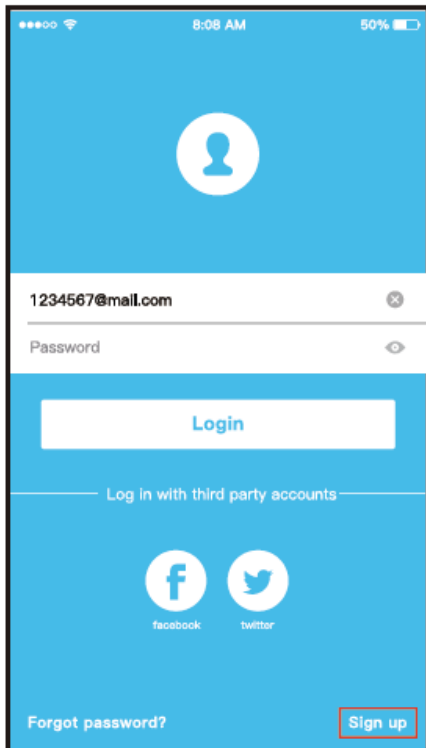 8:08 AM 50%
1234567@mail.com
Password
Login
Log in with third party accounts
facebook twitter
Forgot password? Sign up